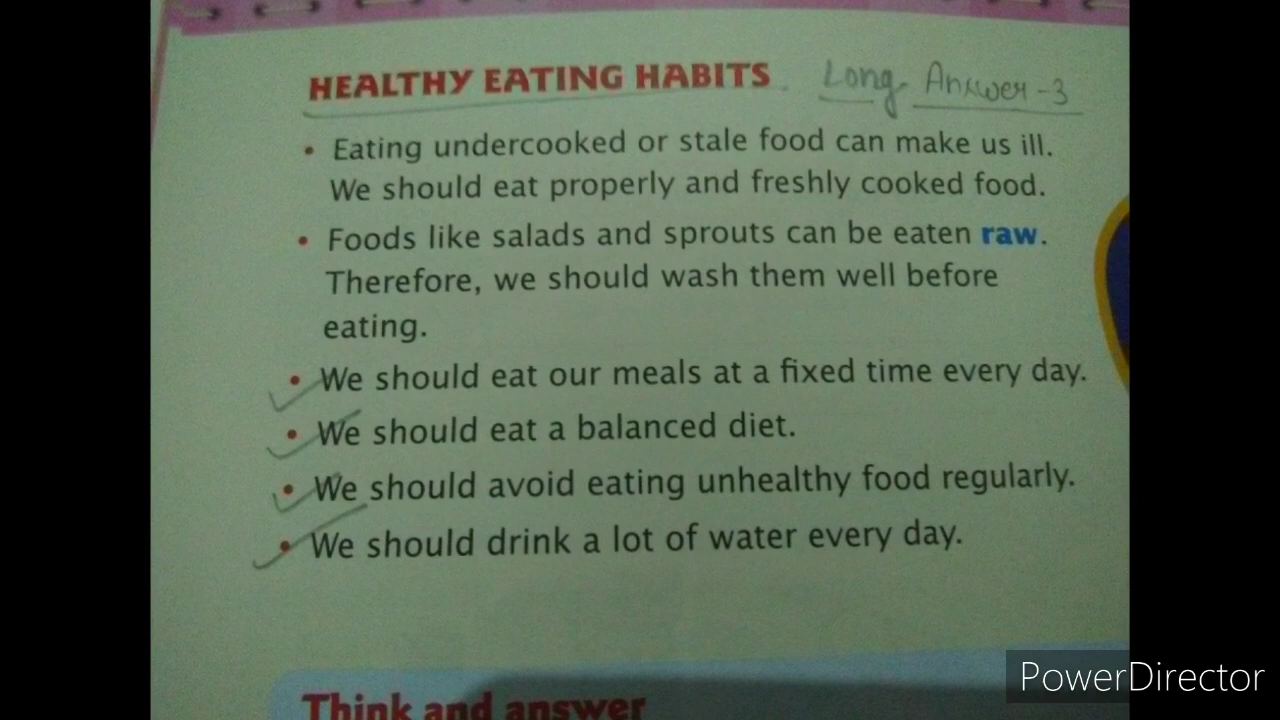 HEALTHY EATING HABITS Long Answer-3
• Eating undercooked or stale food can make us ill.
We should eat properly and freshly cooked food.
• Foods like salads and sprouts can be eaten raw.
Therefore, we should wash them well before
eating.
• We should eat our meals at a fixed time every day.
• We should eat a balanced diet.
• We should avoid eating unhealthy food regularly.
• We should drink a lot of water every day.
Think and answer
PowerDirector